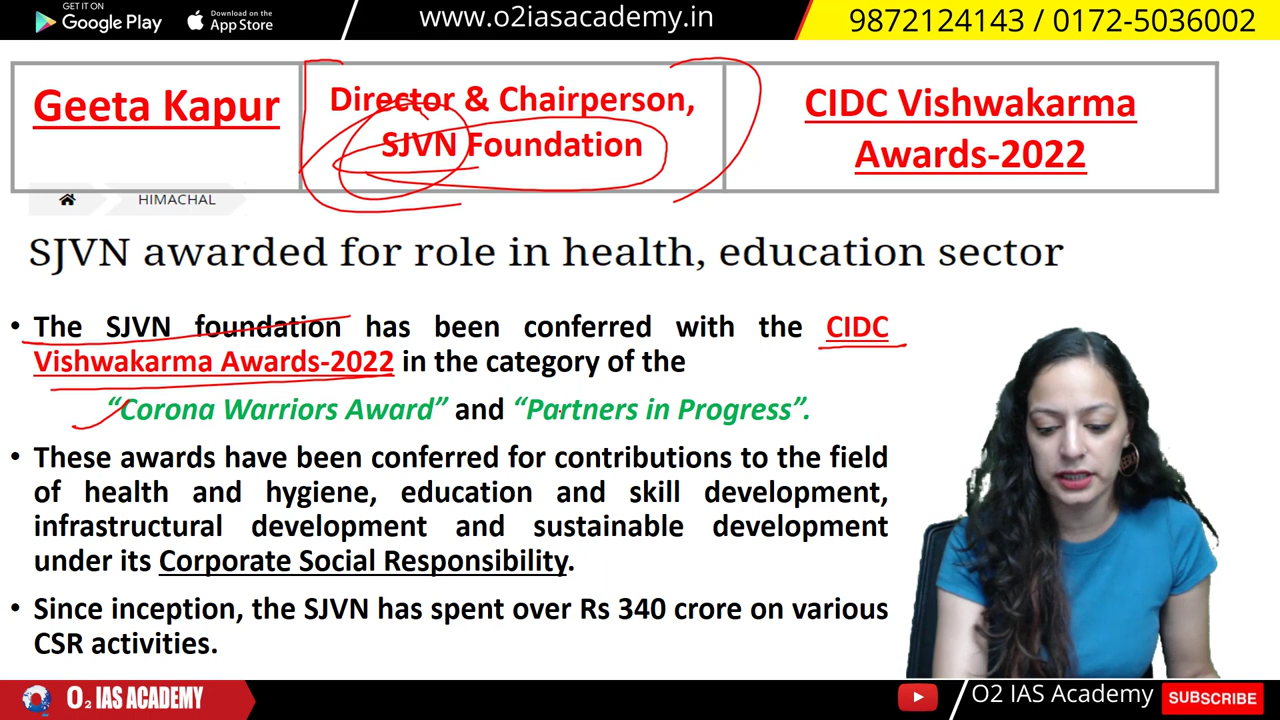 GET IT ON
Google Play
Download on the
App Store
www.o2iasacademy.in
9872124143 / 0172-5036002
Geeta Kapur
Director & Chairperson,
SJVN Foundation
CIDC Vishwakarma
Awards-2022
HIMACHAL
SJVN awarded for role in health, education sector
• The SJVN foundation has been conferred with the CIDC
Vishwakarma Awards-2022 in the category of the
“Corona Warriors Award” and “Partners in Progress”.
• These awards have been conferred for contributions to the field
of health and hygiene, education and skill development,
infrastructural development and sustainable development
under its Corporate Social Responsibility.
• Since inception, the SJVN has spent over Rs 340 crore on various
CSR activities.
O2 IAS ACADEMY
O2 IAS Academy
SUBSCRIBE